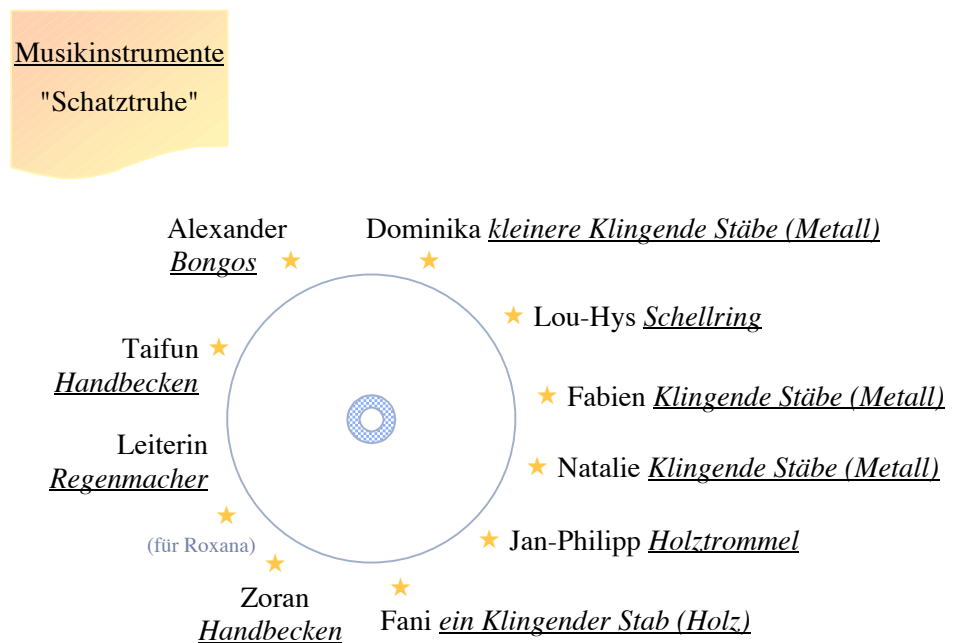 Musikinstrumente
"Schatztruhe"
Alexander
Bongos
Dominika kleinere Klingende Stäbe (Metall)
Lou-Hys Schellring
Taifun
Handbecken
Fabien Klingende Stäbe (Metall)
Leiterin
Regenmacher
Natalie Klingende Stäbe (Metall)
(für Roxana)
Jan-Philipp Holztrommel
Zoran
Handbecken
Fani ein Klingender Stab (Holz)